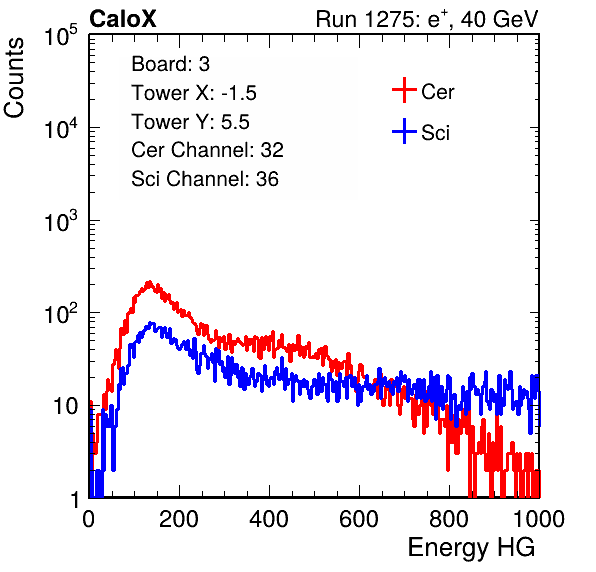 CaloX Run 1275: e⁺, 40 GeV
Counts
Board: 3
Tower X: -1.5
Tower Y: 5.5
Cer Channel: 32
Sci Channel: 36
Cer
Sci
10⁵
10⁴
10³
10²
10
1
0 200 400 600 800 1000
Energy HG